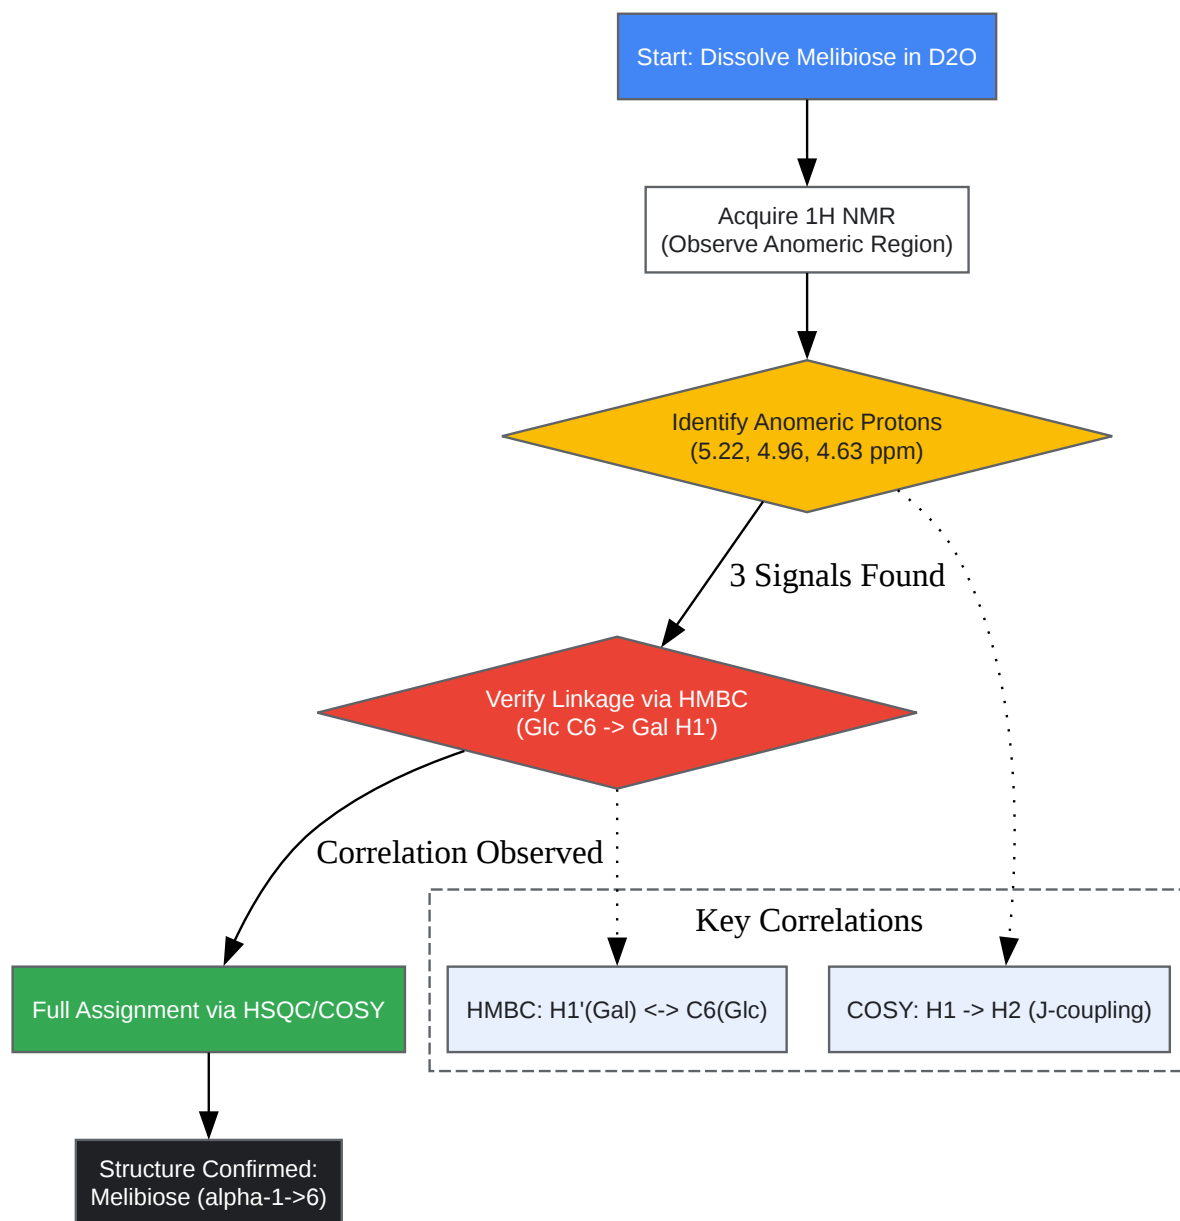 Start: Dissolve Melibiose in D2O
Acquire 1H NMR
(Observe Anomeric Region)
Identify Anomeric Protons
(5.22, 4.96, 4.63 ppm)
3 Signals Found
Verify Linkage via HMBC
(Glc C6 -> Gal H1')
Correlation Observed
Key Correlations
Full Assignment via HSQC/COSY
HMBC: H1'(Gal) <-> C6(Glc)
COSY: H1 -> H2 (J-coupling)
Structure Confirmed:
Melibiose (alpha-1->6)